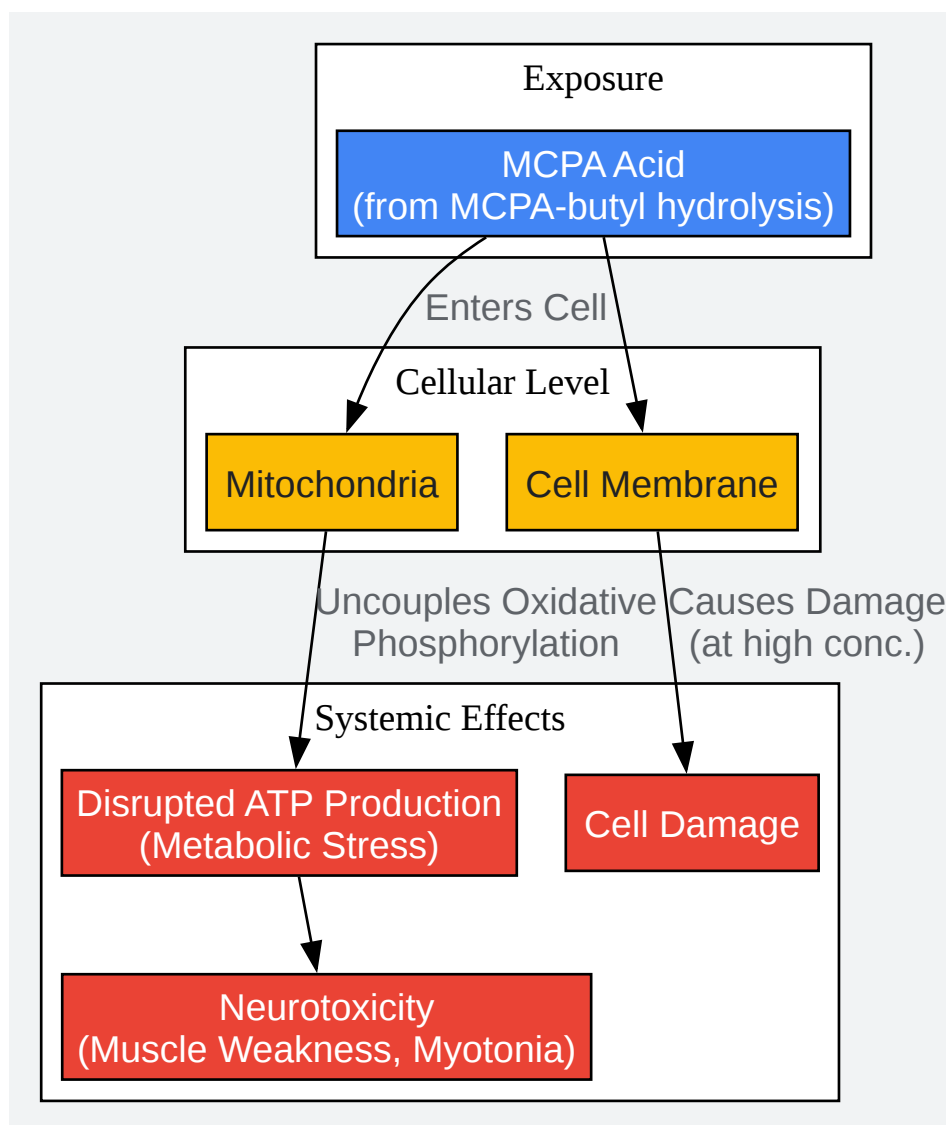 Exposure
MCPA Acid
(from MCPA-butyl hydrolysis)
Enters Cell
Cellular Level
Mitochondria
Cell Membrane
Uncouples Oxidative
Phosphorylation
Causes Damage
(at high conc.)
Systemic Effects
Disrupted ATP Production
(Metabolic Stress)
Cell Damage
Neurotoxicity
(Muscle Weakness, Myotonia)